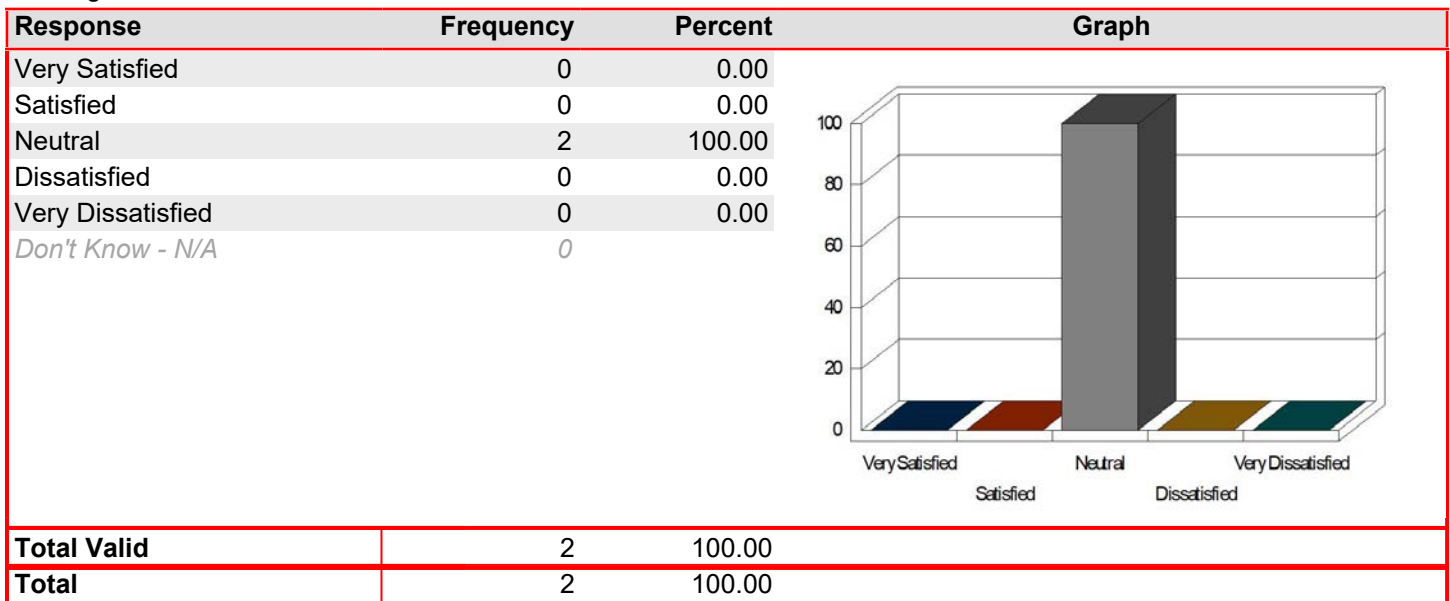 Response Frequency Percent Graph
Very Satisfied 0 0.00
Satisfied 0 0.00
Neutral 2 100.00
Dissatisfied 0 0.00
Very Dissatisfied 0 0.00
Don't Know - N/A 0
100
80
60
40
20
0
Very Satisfied Neutral Very Dissatisfied
Satisfied Dissatisfied
Total Valid 2 100.00
Total 2 100.00